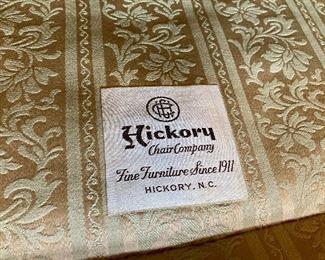 Hickory
Chair Company
Fine Furniture Since 1911
HICKORY, N.C.